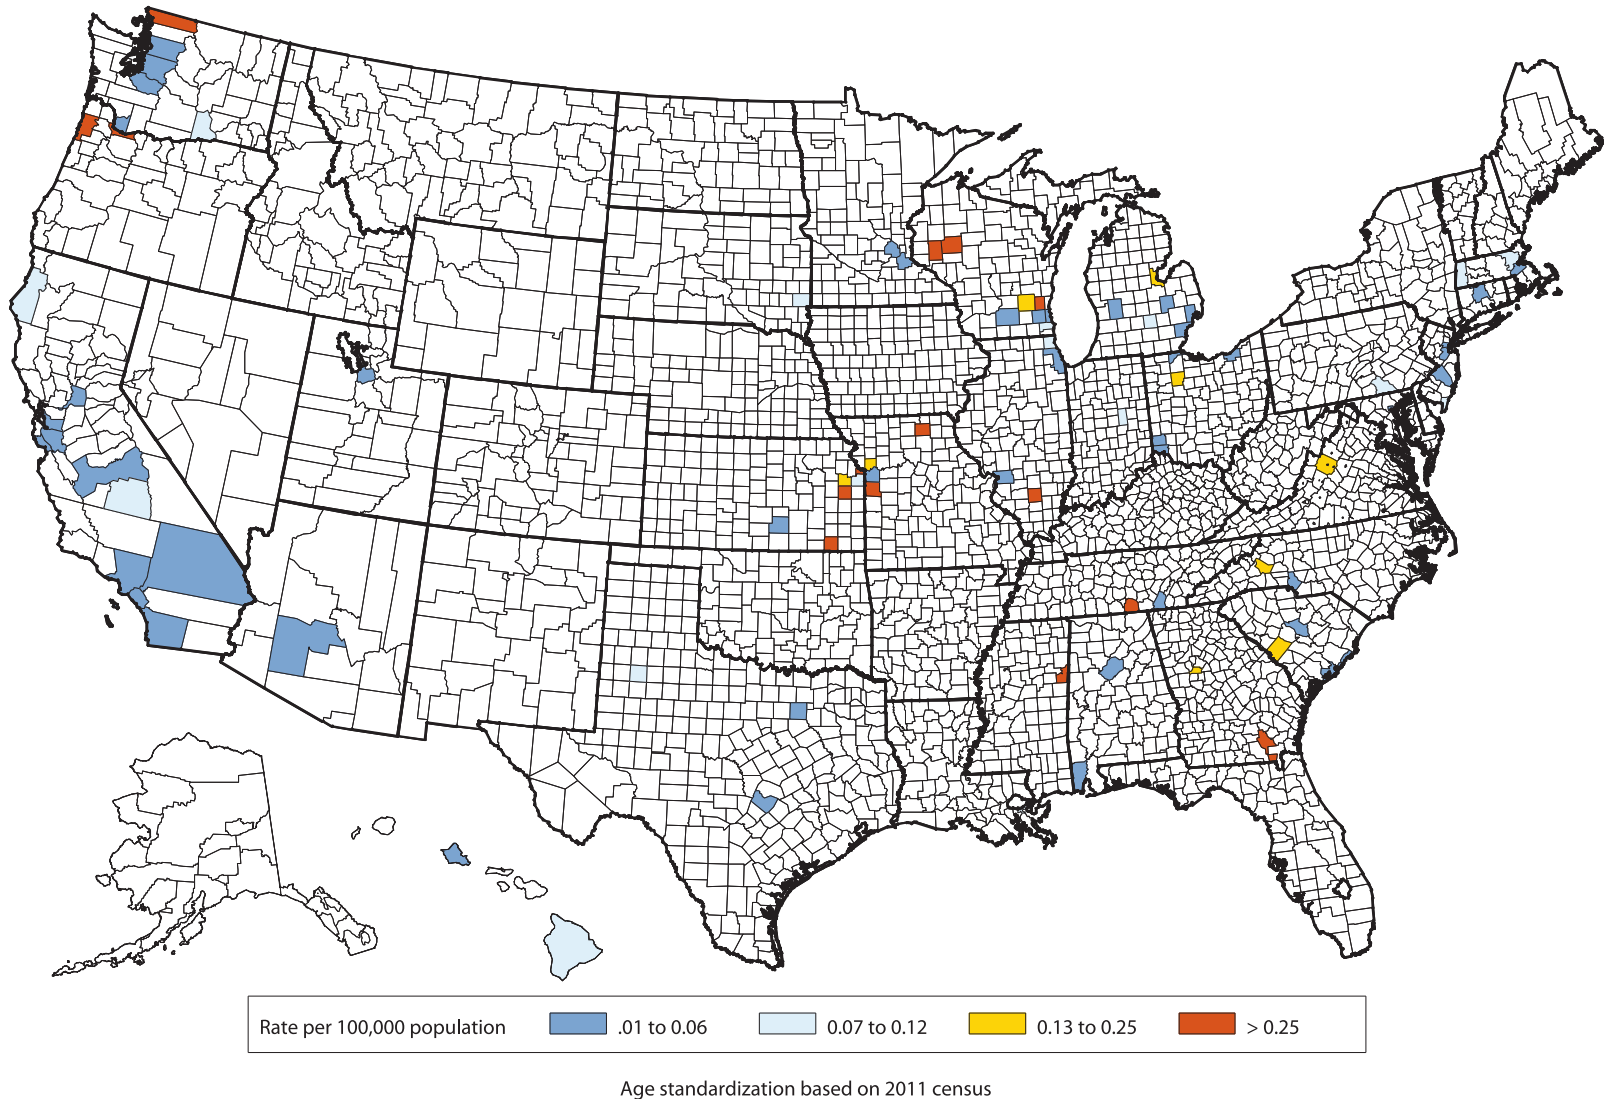 Rate per 100,000 population .01 to 0.06 0.07 to 0.12 0.13 to 0.25 > 0.25
Age standardization based on 2011 census